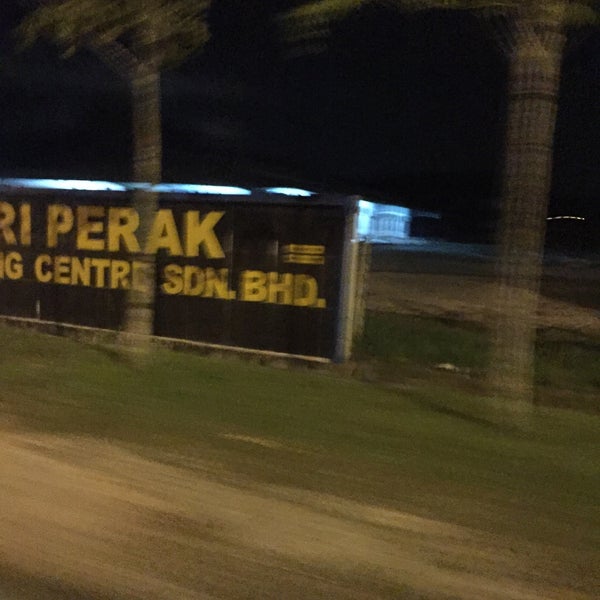 RI PERAK
NG CENTRE SDN. BHD.